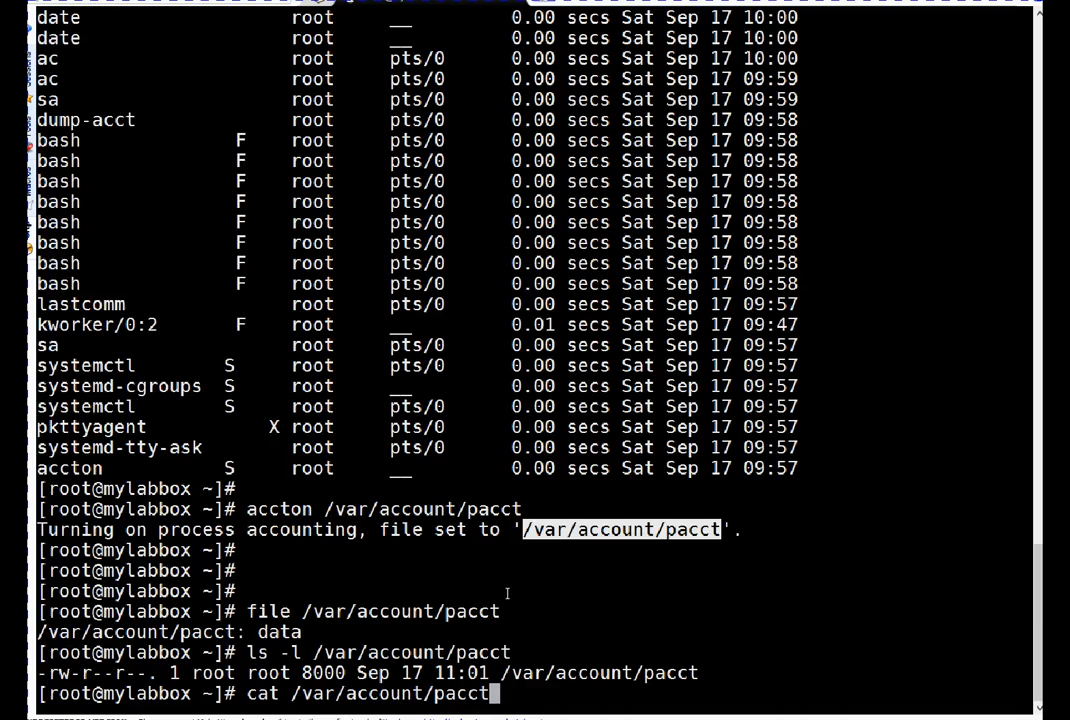 date root __ 0.00 secs Sat Sep 17 10:00
date root __ 0.00 secs Sat Sep 17 10:00
ac root pts/0 0.00 secs Sat Sep 17 10:00
ac root pts/0 0.00 secs Sat Sep 17 09:59
sa root pts/0 0.00 secs Sat Sep 17 09:59
dump-acct root pts/0 0.00 secs Sat Sep 17 09:58
bash F root pts/0 0.00 secs Sat Sep 17 09:58
bash F root pts/0 0.00 secs Sat Sep 17 09:58
bash F root pts/0 0.00 secs Sat Sep 17 09:58
bash F root pts/0 0.00 secs Sat Sep 17 09:58
bash F root pts/0 0.00 secs Sat Sep 17 09:58
bash F root pts/0 0.00 secs Sat Sep 17 09:58
bash F root pts/0 0.00 secs Sat Sep 17 09:58
bash F root pts/0 0.00 secs Sat Sep 17 09:58
lastcomm root pts/0 0.00 secs Sat Sep 17 09:57
kworker/0:2 F root __ 0.01 secs Sat Sep 17 09:47
sa root pts/0 0.00 secs Sat Sep 17 09:57
systemctl S root pts/0 0.00 secs Sat Sep 17 09:57
systemd-cgroups S root __ 0.00 secs Sat Sep 17 09:57
systemctl S root pts/0 0.00 secs Sat Sep 17 09:57
pkttyagent X root pts/0 0.00 secs Sat Sep 17 09:57
systemd-tty-ask root pts/0 0.00 secs Sat Sep 17 09:57
accton S root __ 0.00 secs Sat Sep 17 09:57
[root@mylabbox ~]#
[root@mylabbox ~]# accton /var/account/pacct
Turning on process accounting, file set to '/var/account/pacct'.
[root@mylabbox ~]#
[root@mylabbox ~]#
[root@mylabbox ~]#
[root@mylabbox ~]# file /var/account/pacct
/var/account/pacct: data
[root@mylabbox ~]# ls -l /var/account/pacct
-rw-r--r--. 1 root root 8000 Sep 17 11:01 /var/account/pacct
[root@mylabbox ~]# cat /var/account/pacct